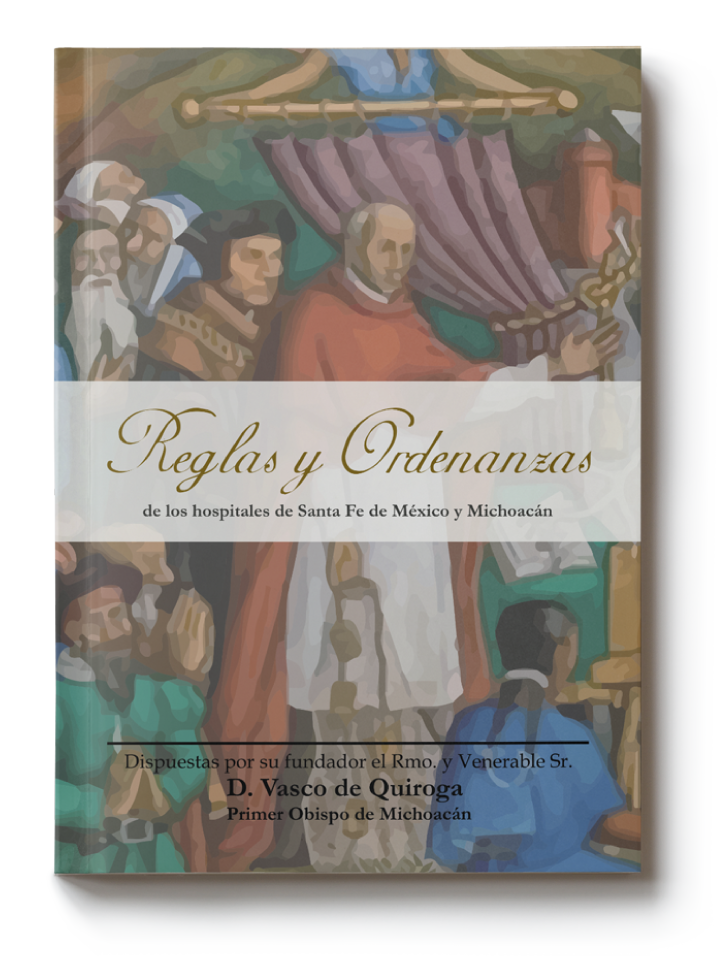 Reglas y Ordenanzas
de los hospitales de Santa Fe de México y Michoacán
Dispuestas por su fundador el Rmo. y Venerable Sr.
D. Vasco de Quiroga
Primer Obispo de Michoacán